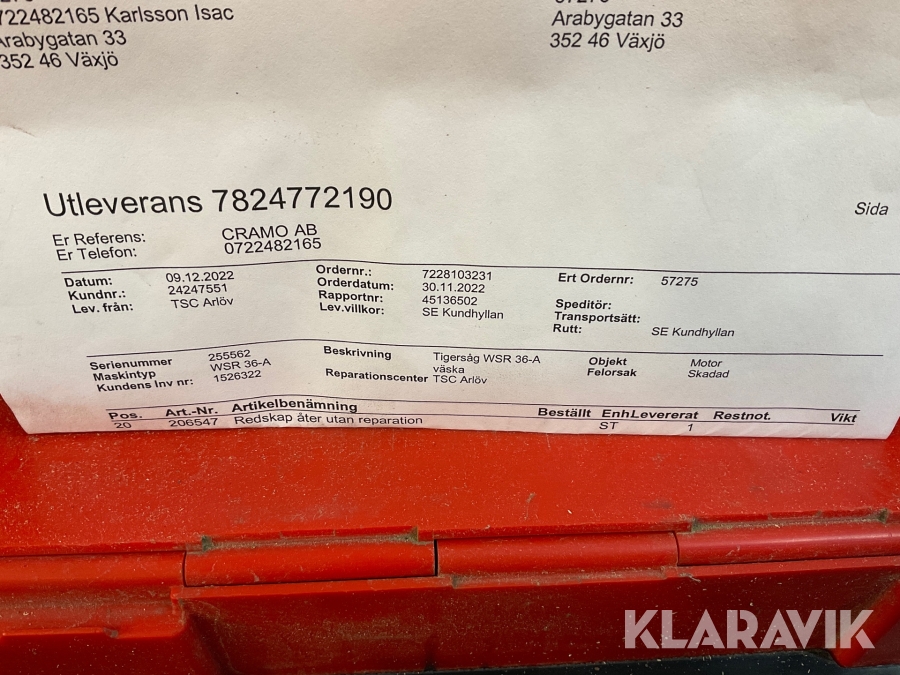 0722482165 Karlsson Isac
Arabygatan 33
352 46 Växjö
57275
Arabygatan 33
352 46 Växjö
Utleverans 7824772190
Sida
Er Referens: CRAMO AB
Er Telefon: 0722482165
Datum: 09.12.2022
Kundnr.: 24247551
Lev. från: TSC Arlöv
Ordernr.: 7228103231
Orderdatum: 30.11.2022
Rapportnr: 45136502
Lev.villkor: SE Kundhyllan
Ert Ordernr: 57275
Speditör:
Transportsätt:
Rutt: SE Kundhyllan
Serienummer 255562
Maskintyp WSR 36-A
Kundens Inv nr: 1526322
Beskrivning Tigersåg WSR 36-A
väska
Reparationscenter TSC Arlöv
Objekt Motor
Felorsak Skadad
Pos. Art.-Nr. Artikelbenämning Beställt Enh Levererat Restnot. Vikt
20 206547 Redskap åter utan reparation ST 1
KLARAVIK